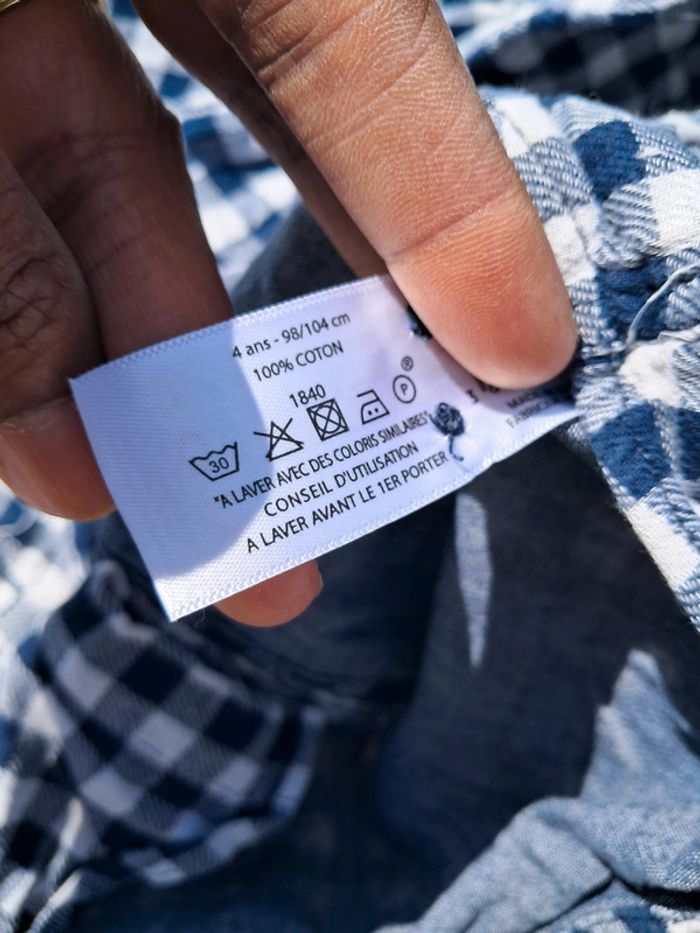 4 ans - 98/104 cm
100% COTON
1840
30
P
®
"A LAVER AVEC DES COLORIS SIMILAIRES"
CONSEIL D'UTILISATION
A LAVER AVANT LE 1ER PORTER